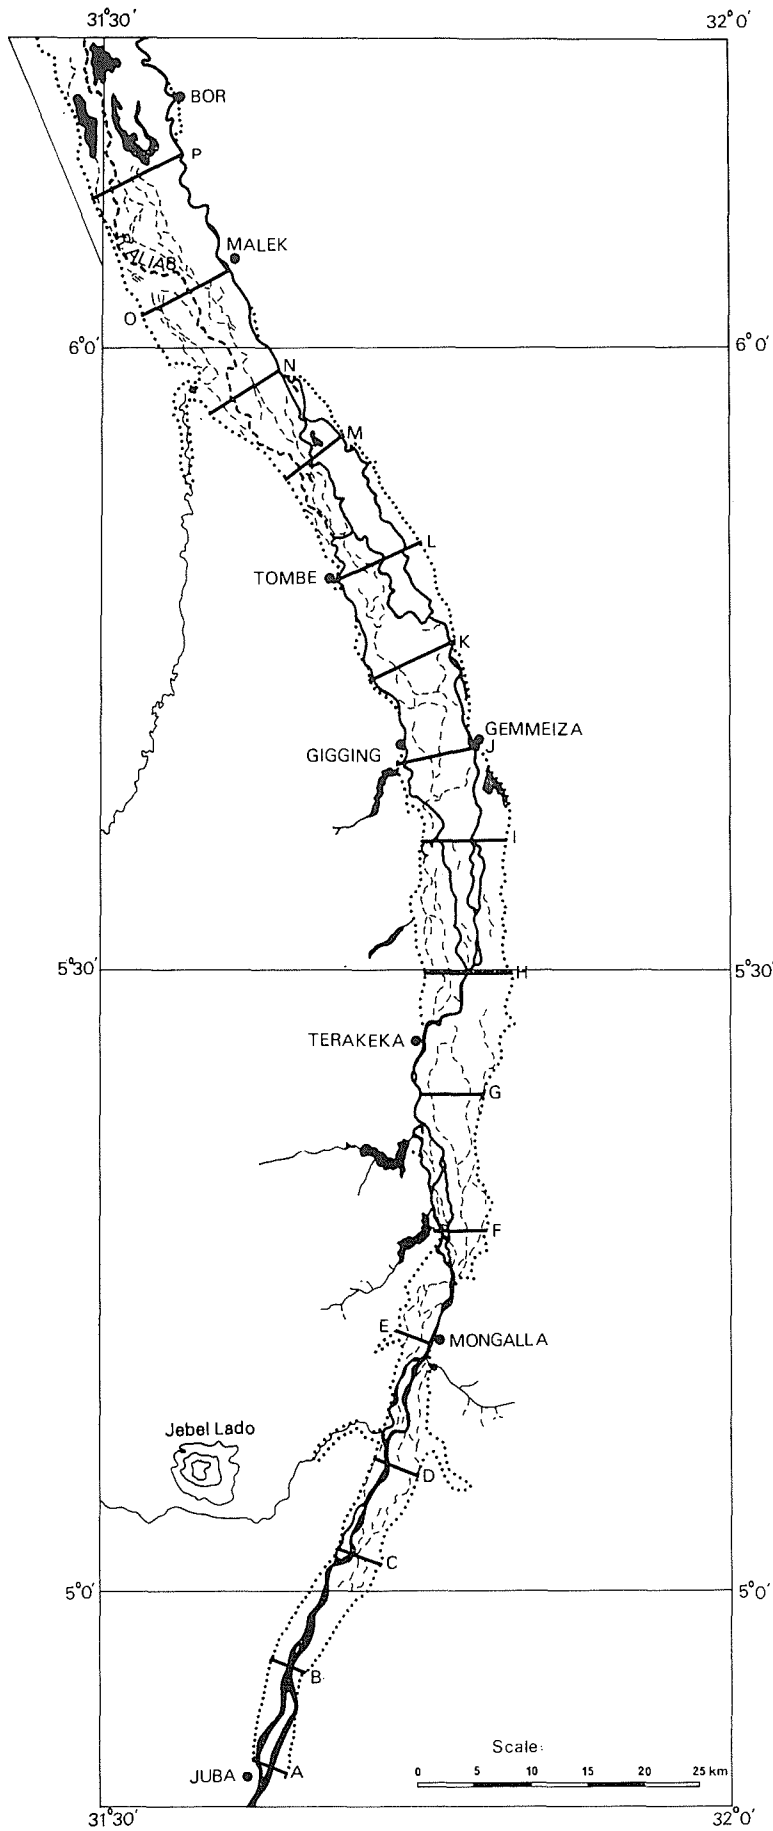 31°30′
32°0′
BOR
P
MALEK
R. ALIAB
O
6°0′
6°0′
N
M
L
TOMBE
K
GEMMEIZA
J
GIGGING
I
5°30′
H
5°30′
TERAKEKA
G
F
E
MONGALLA
Jebel Lado
D
C
5°0′
5°0′
B
Scale:
JUBA
A
0 5 10 15 20 25 km
31°30′
32°0′